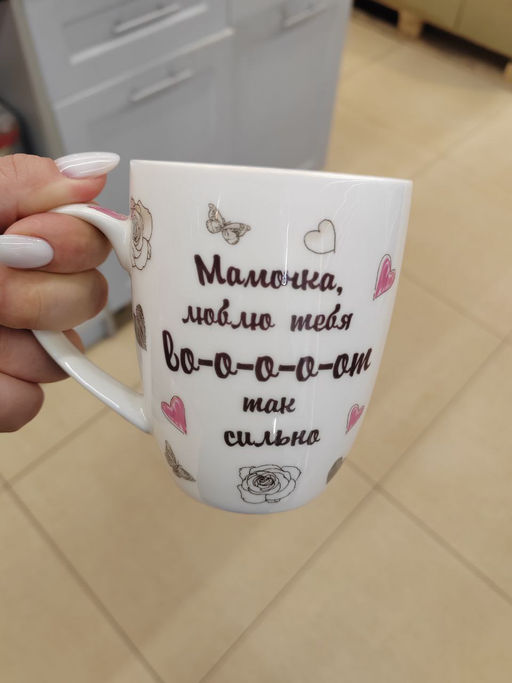 Мамочка,
люблю тебя
во-о-о-о-от
так
сильно